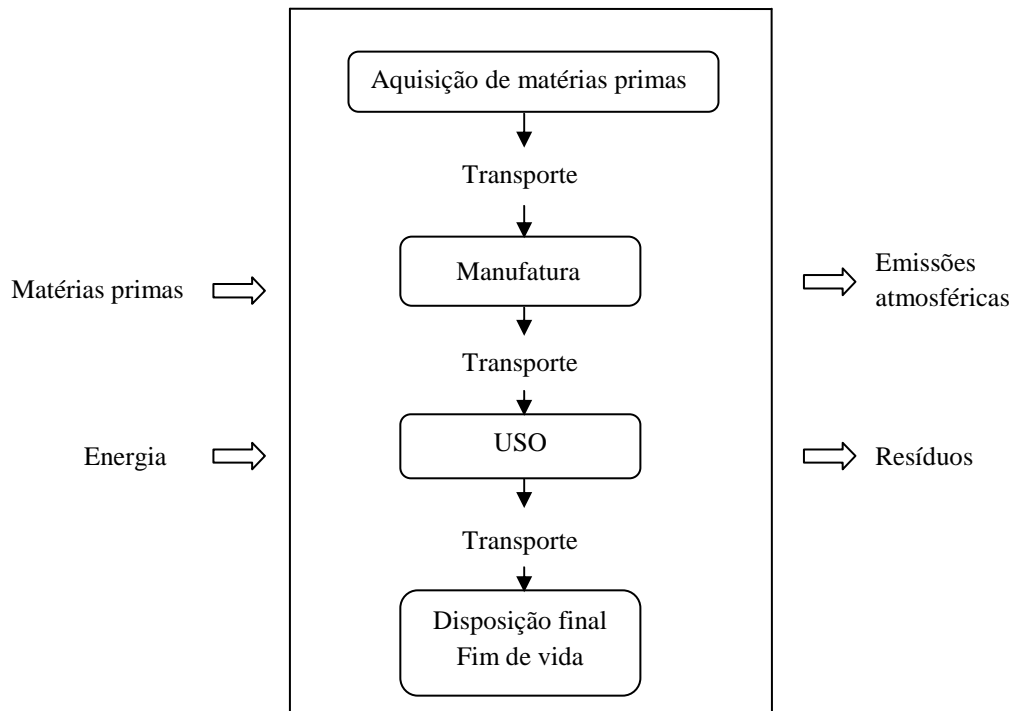 Aquisição de matérias primas
Transporte
Manufatura
Matérias primas
Emissões
atmosféricas
Transporte
USO
Energia
Resíduos
Transporte
Disposição final
Fim de vida